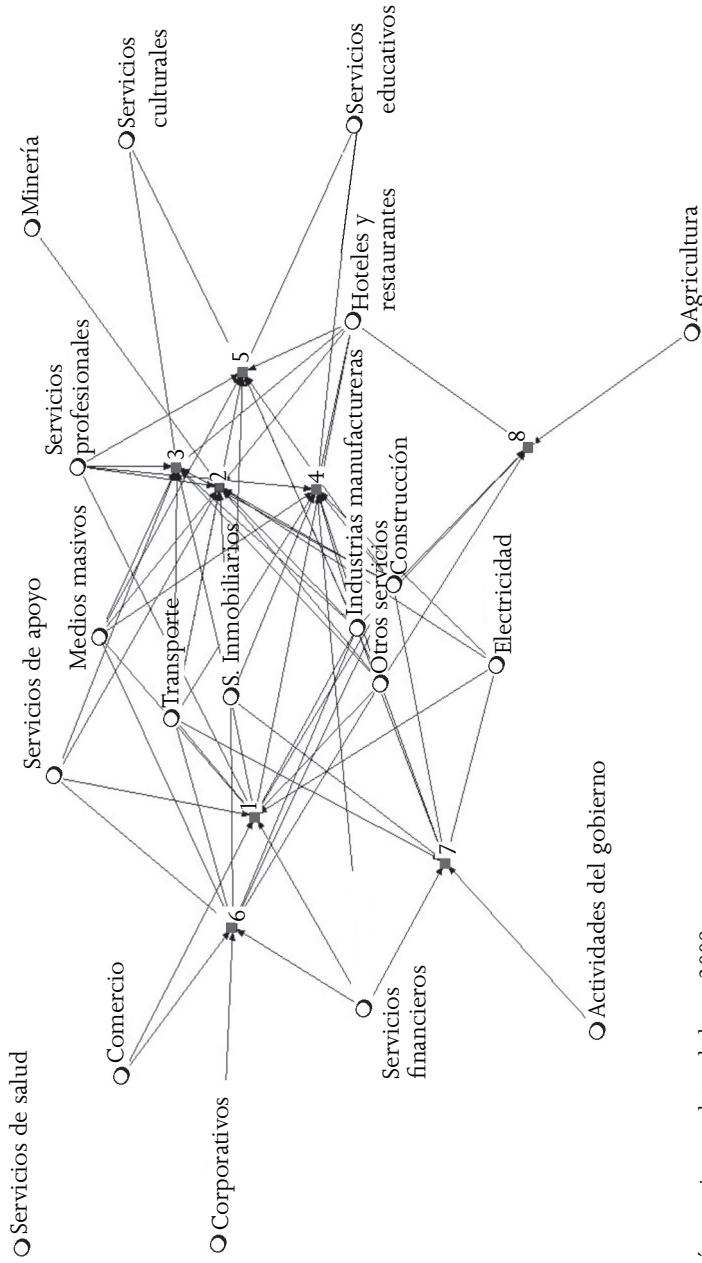 Servicios de salud
Servicios de apoyo
Minería
Servicios
profesionales
Servicios
culturales
Medios masivos
Comercio
Transporte
3
2
S. Inmobiliarios
5
1
6
Corporativos
4
Servicios
educativos
Hoteles y
restaurantes
Industrias manufactureras
Otros servicios
Construcción
Servicios
financieros
7
Electricidad
8
Actividades del gobierno
Agricultura